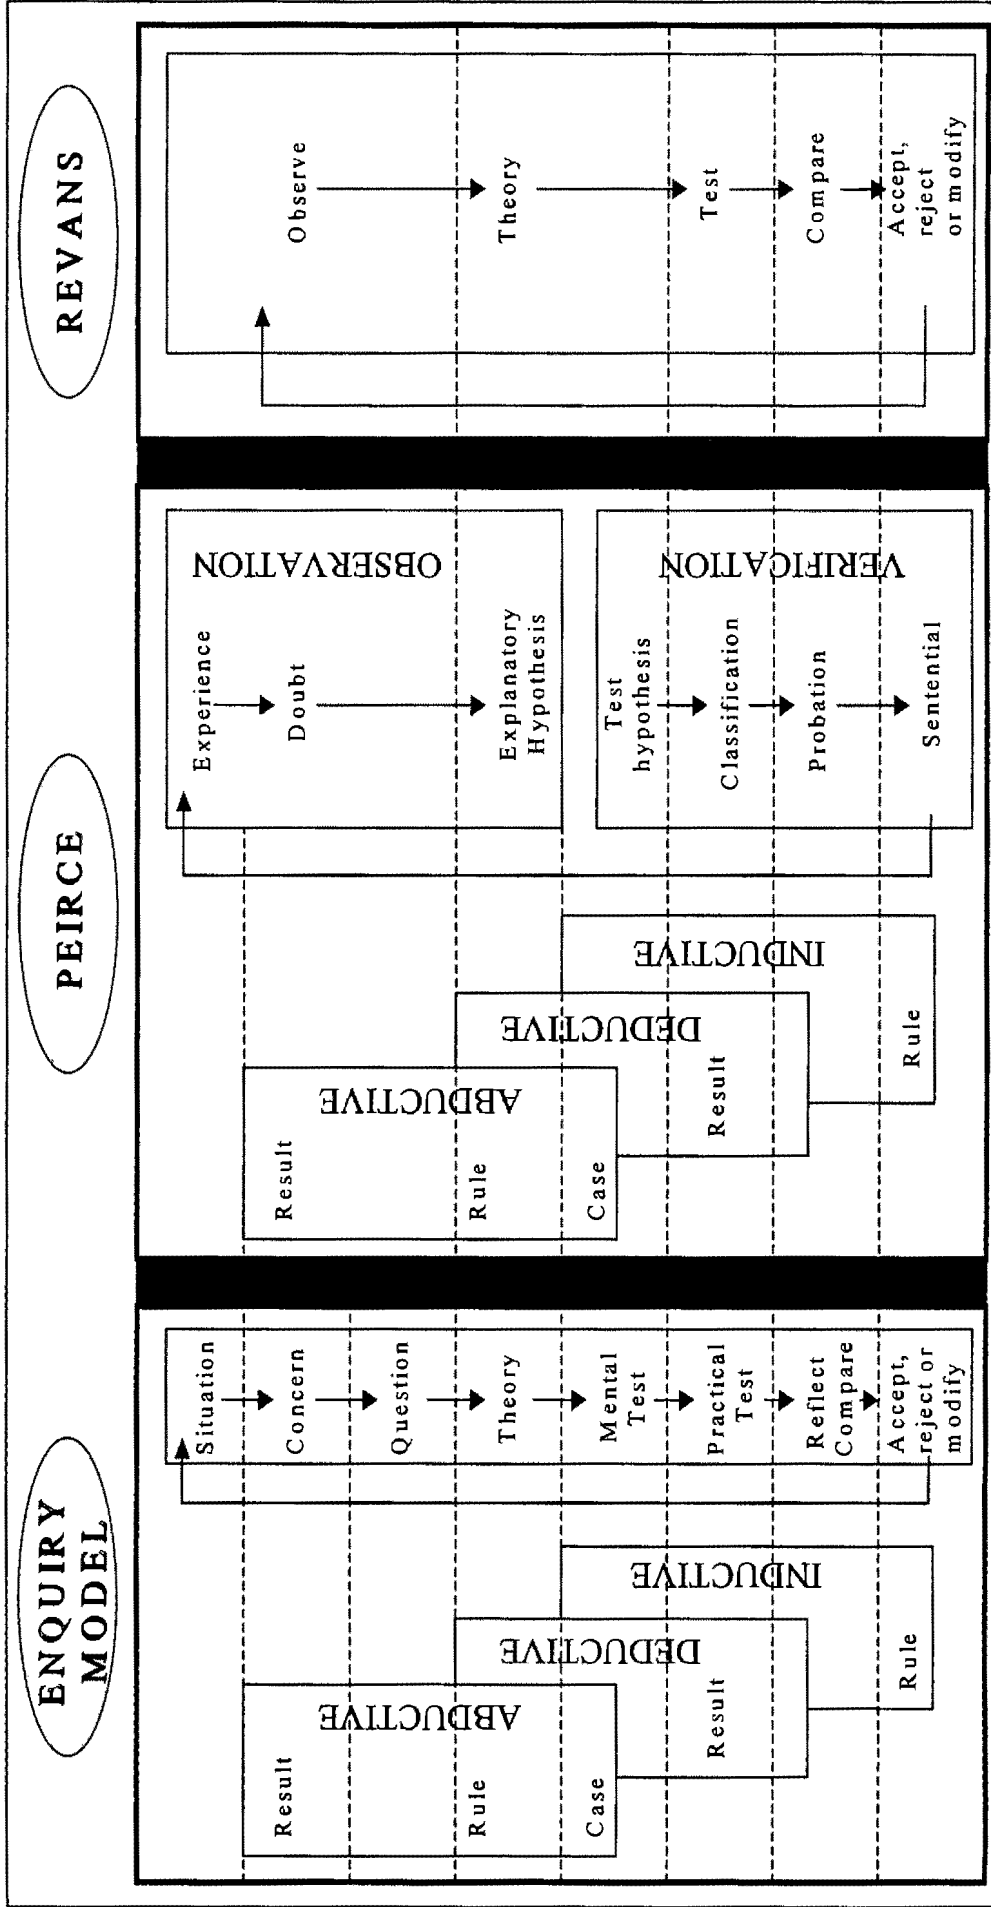 ENQUIRY
MODEL
ABDUCTIVE
Result
Rule
Case
DEDUCTIVE
Result
INDUCTIVE
Rule
Situation
Concern
Question
Theory
Mental
Test
Practical
Test
Reflect
Compare
Accept,
reject or
modify
PEIRCE
ABDUCTIVE
Result
Rule
Case
DEDUCTIVE
Result
INDUCTIVE
Rule
OBSERVATION
Experience
Doubt
Explanatory
Hypothesis
VERIFICATION
Test
hypothesis
Classification
Probation
Sentential
REVANS
Observe
Theory
Test
Compare
Accept,
reject
or modify